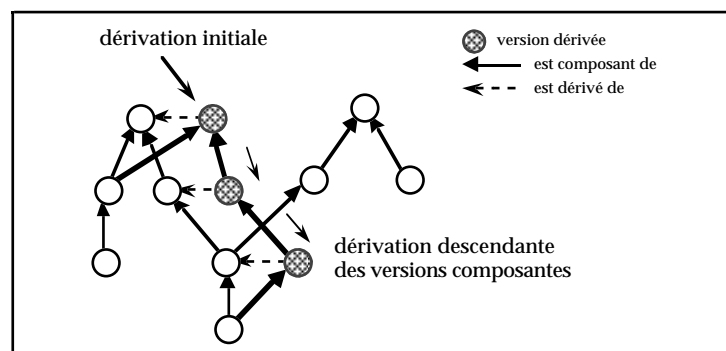 dérivation initiale
version dérivée
est composant de
est dérivé de
dérivation descendante
des versions composantes